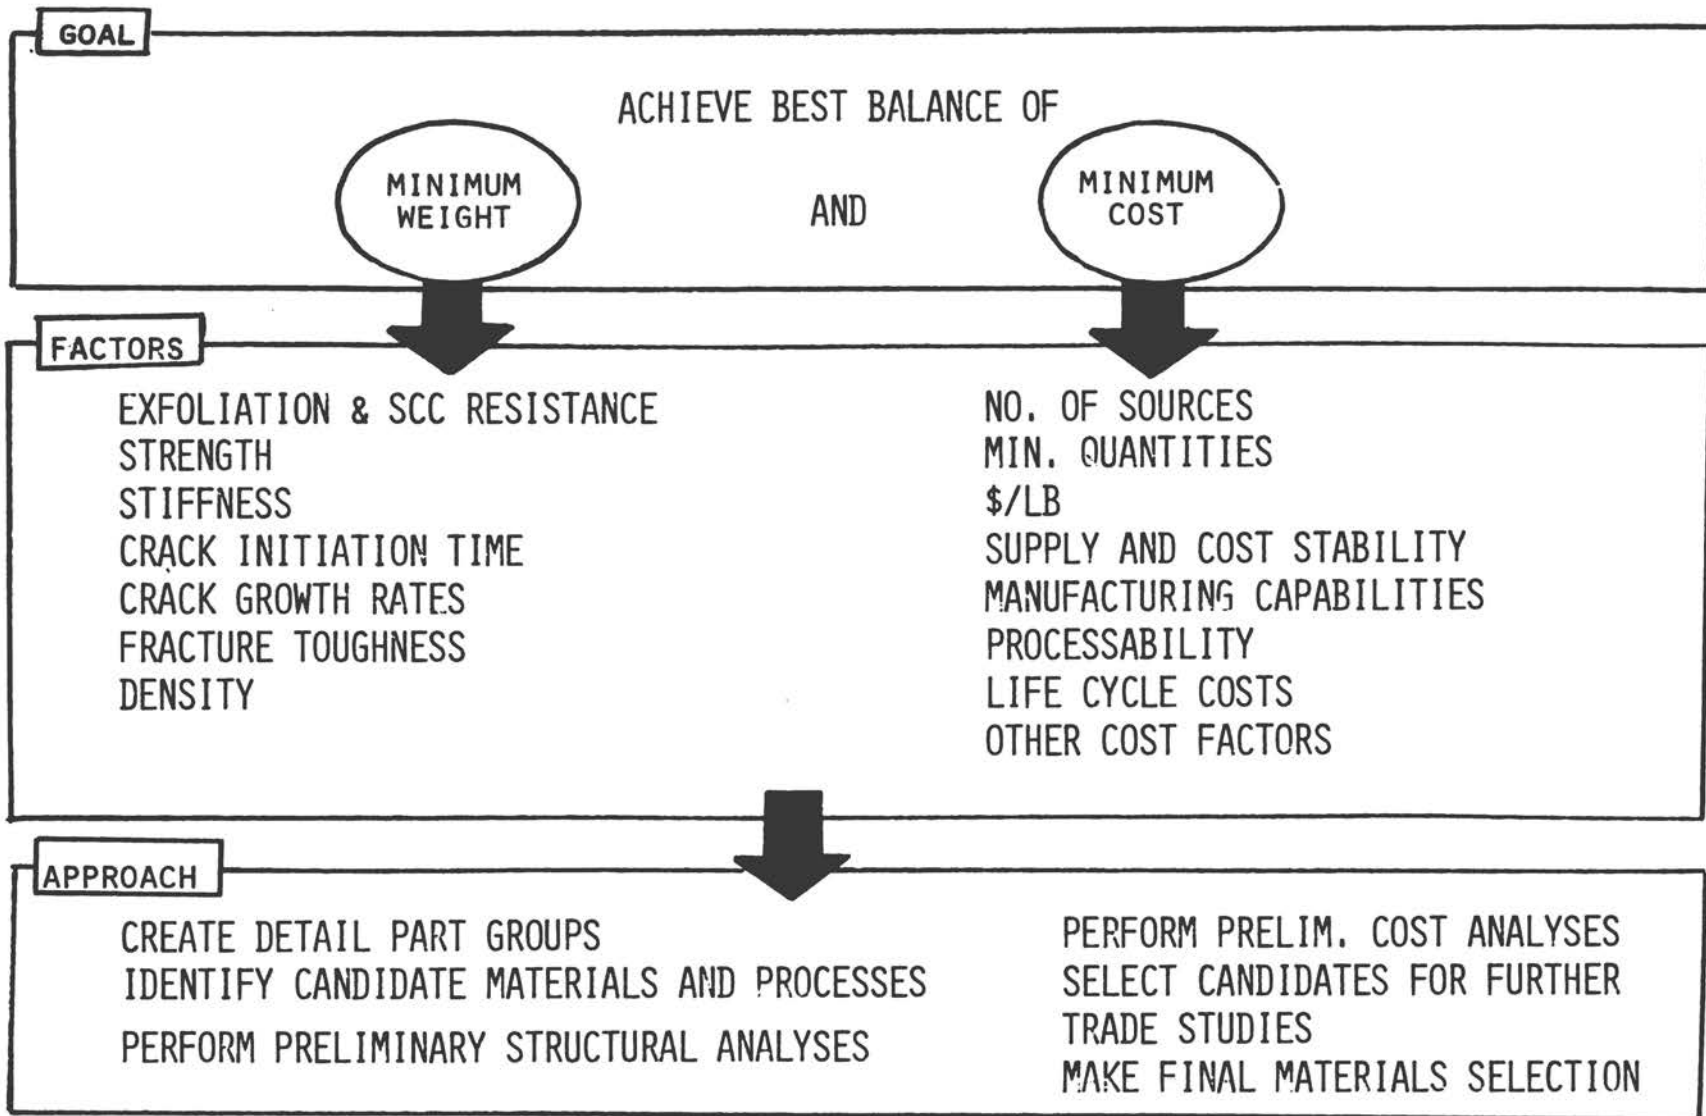 GOAL
ACHIEVE BEST BALANCE OF
MINIMUM
WEIGHT
AND
MINIMUM
COST
FACTORS
EXFOLIATION & SCC RESISTANCE
STRENGTH
STIFFNESS
CRACK INITIATION TIME
CRACK GROWTH RATES
FRACTURE TOUGHNESS
DENSITY
NO. OF SOURCES
MIN. QUANTITIES
$/LB
SUPPLY AND COST STABILITY
MANUFACTURING CAPABILITIES
PROCESSABILITY
LIFE CYCLE COSTS
OTHER COST FACTORS
APPROACH
CREATE DETAIL PART GROUPS
IDENTIFY CANDIDATE MATERIALS AND PROCESSES
PERFORM PRELIMINARY STRUCTURAL ANALYSES
PERFORM PRELIM. COST ANALYSES
SELECT CANDIDATES FOR FURTHER
TRADE STUDIES
MAKE FINAL MATERIALS SELECTION